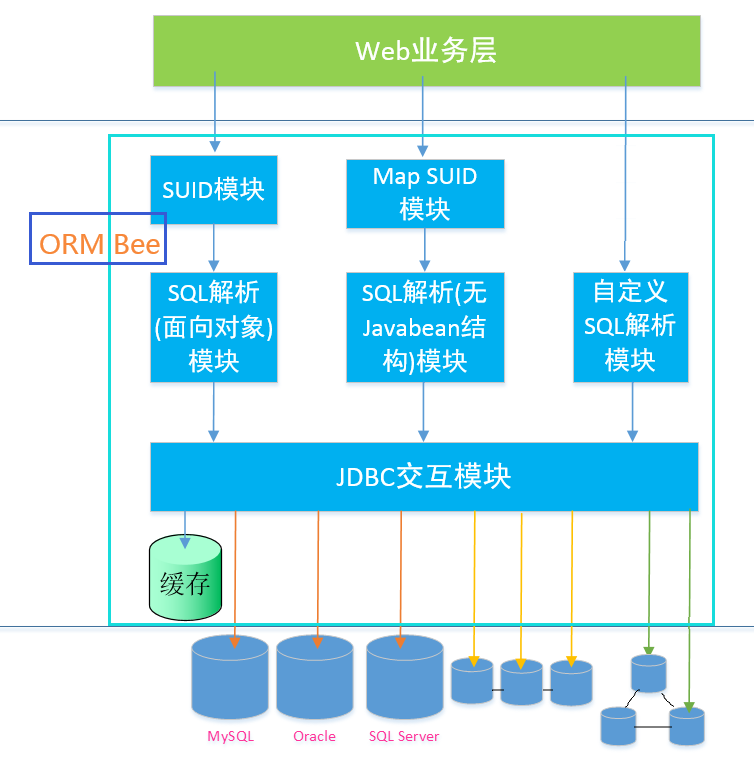 Web业务层
SUID模块
Map SUID
模块
ORM Bee
SQL解析
(面向对象)
模块
SQL解析(无
Javabean结
构)模块
自定义
SQL解析
模块
JDBC交互模块
缓存
MySQL
Oracle
SQL Server